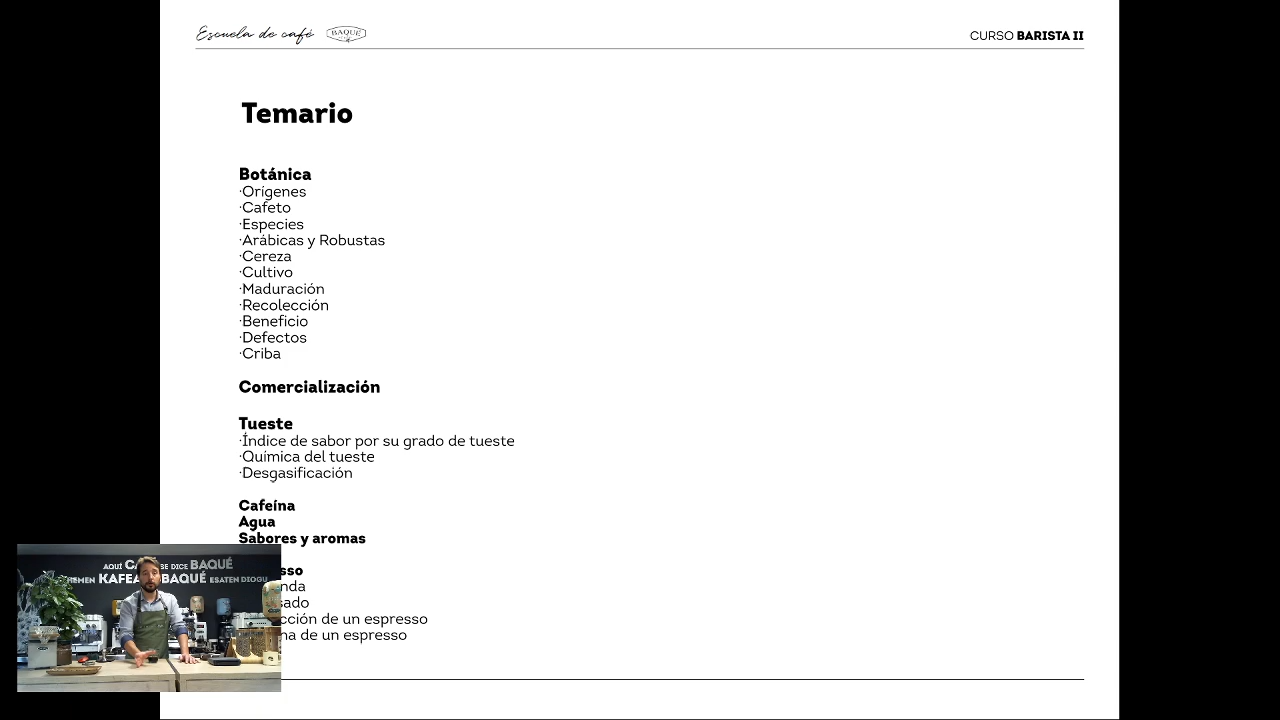 Escuela de café BAQUÉ
CURSO BARISTA II
Temario
Botánica
·Orígenes
·Cafeto
·Especies
·Arábicas y Robustas
·Cereza
·Cultivo
·Maduración
·Recolección
·Beneficio
·Defectos
·Criba
Comercialización
Tueste
·Índice de sabor por su grado de tueste
·Química del tueste
·Desgasificación
Cafeína
Agua
Sabores y aromas
sso
nda
sado
cción de un espresso
na de un espresso
AQUÍ SE DICE BAQUÉ
HEMEN BAQUÉ ESATEN DIOGU